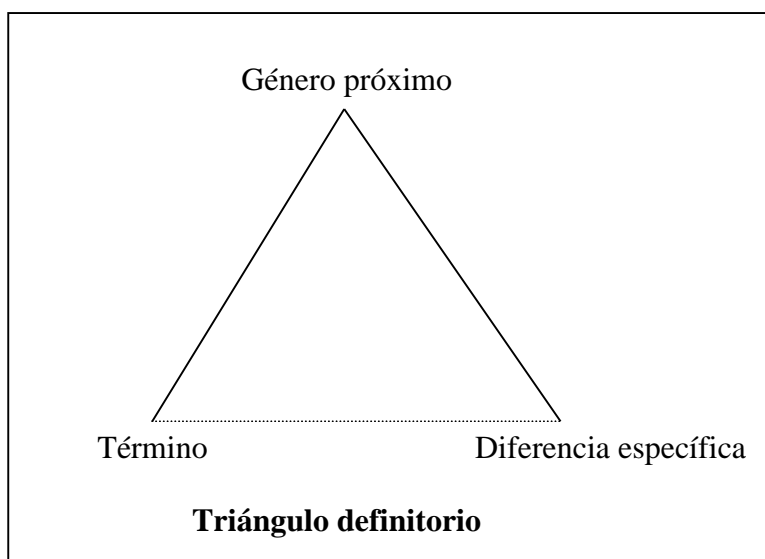 Género próximo
Término
Diferencia específica
Triángulo definitorio